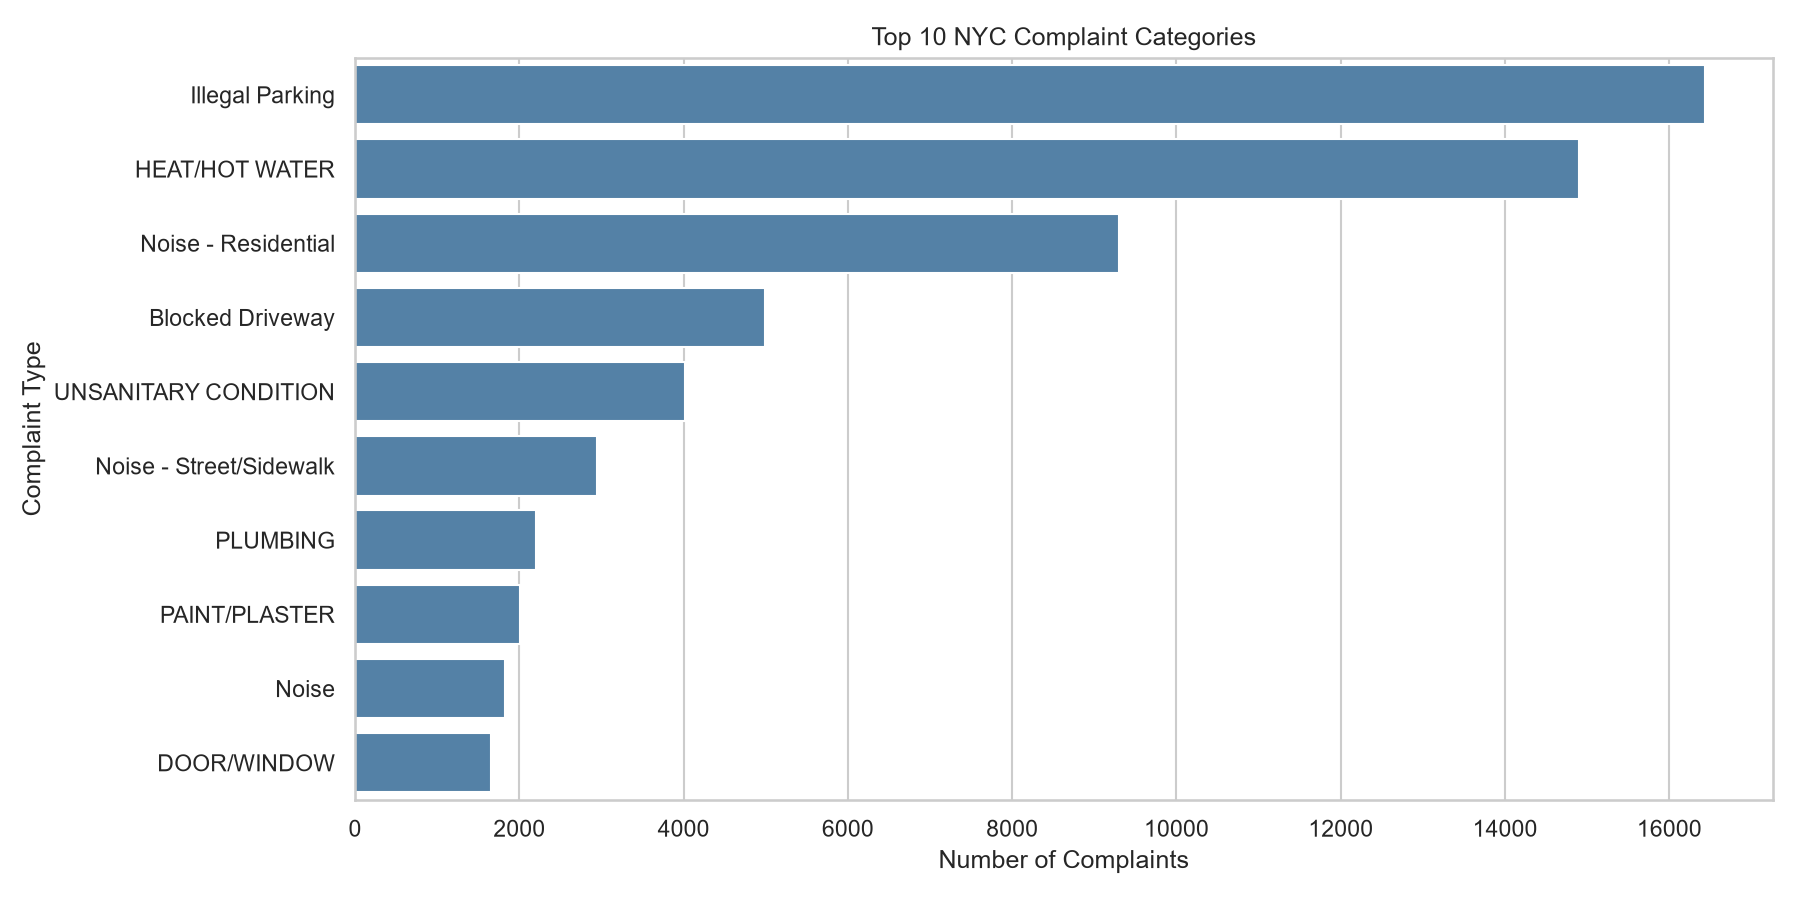 Top 10 NYC Complaint Categories
Complaint Type
Illegal Parking
HEAT/HOT WATER
Noise - Residential
Blocked Driveway
UNSANITARY CONDITION
Noise - Street/Sidewalk
PLUMBING
PAINT/PLASTER
Noise
DOOR/WINDOW
0 2000 4000 6000 8000 10000 12000 14000 16000
Number of Complaints